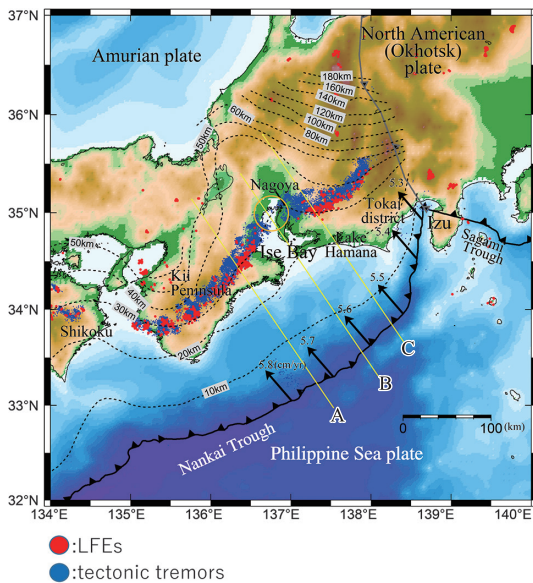 37°N
36°N
35°N
34°N
33°N
32°N
134°E
135°E
136°E
137°E
138°E
139°E
140°E
Amurian plate
North American
(Okhotsk)
plate
180km
160km
140km
120km
100km
80km
60km
50km
Nagoya
5.3
Tokai
district
5.4
Izu
Sagami
Trough
Lake
Hamana
Ise Bay
50km
Kii
Peninsula
40km
30km
Shikoku
20km
10km
5.5
5.6
5.7
5.8(cm/yr)
C
B
A
0
100
(km)
Nankai Trough
Philippine Sea plate
:LFEs
:tectonic tremors